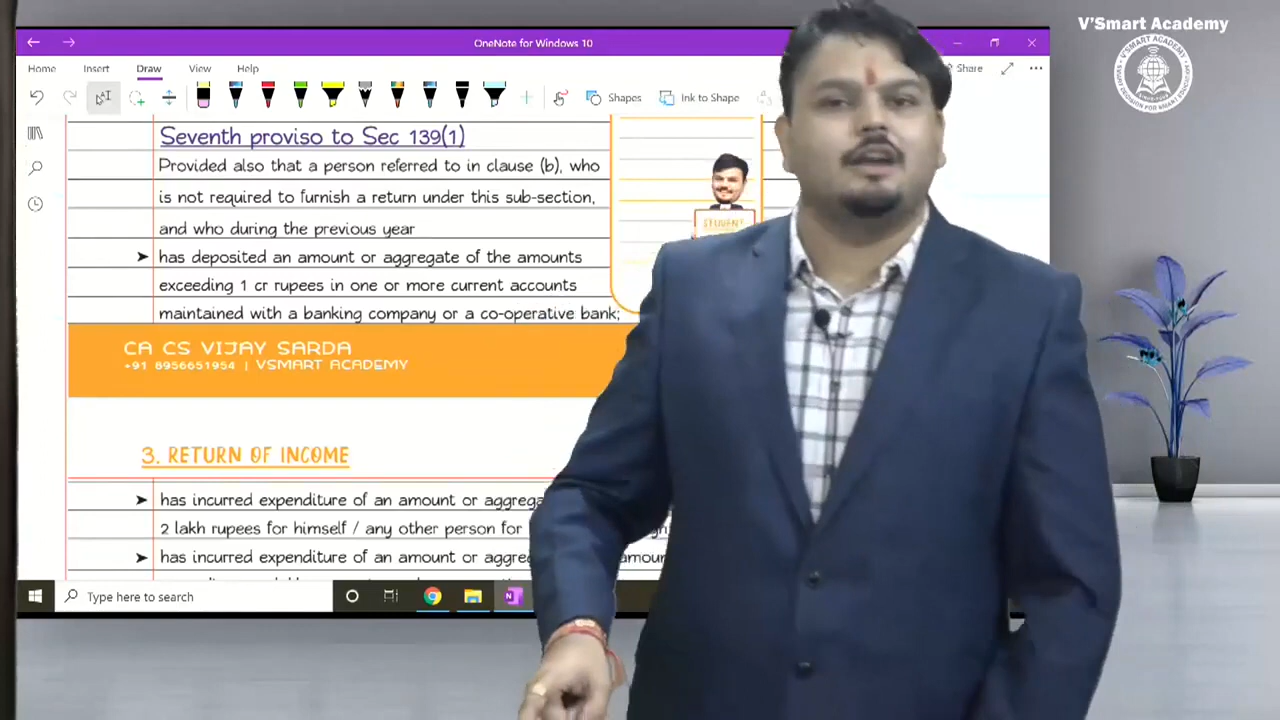 V'Smart Academy
OneNote for Windows 10
Home Insert Draw View Help
Share
Shapes Ink to Shape
Seventh proviso to Sec 139(1)
Provided also that a person referred to in clause (b), who
is not required to furnish a return under this sub-section,
and who during the previous year
➤ has deposited an amount or aggregate of the amounts
exceeding 1 cr rupees in one or more current accounts
maintained with a banking company or a co-operative bank;
STUDENT
CA CS VIJAY SARDA
+91 8956651954 | VSMART ACADEMY
3. RETURN OF INCOME
➤ has incurred expenditure of an amount or
2 lakh rupees for himself / any other person for
➤ has incurred expenditure of an amount or
Type here to search